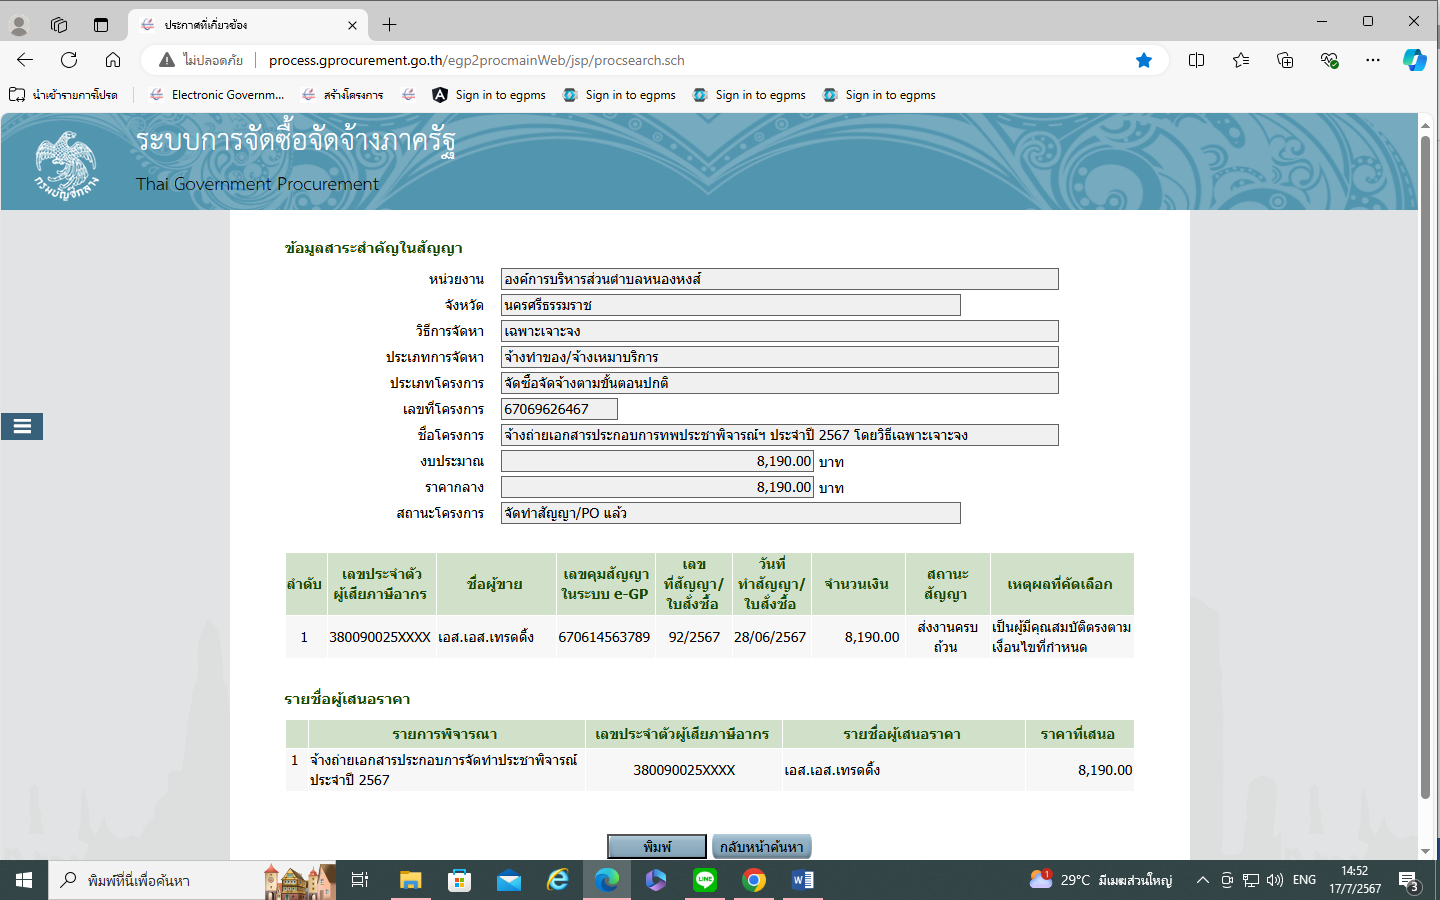 ประกาศที่เกี่ยวข้อง
ไม่ปลอดภัย
process.gprocurement.go.th/egp2procmainWeb/jsp/procsearch.sch
นำเข้ารายการโปรด
Electronic Governm...
สร้างโครงการ
Sign in to egpms
Sign in to egpms
Sign in to egpms
Sign in to egpms
กรมบัญชีกลาง
ระบบการจัดซื้อจัดจ้างภาครัฐ
Thai Government Procurement
ข้อมูลสาระสำคัญในสัญญา
หน่วยงาน องค์การบริหารส่วนตำบลหนองหงส์
จังหวัด นครศรีธรรมราช
วิธีการจัดหา เฉพาะเจาะจง
ประเภทการจัดหา จ้างทำของ/จ้างเหมาบริการ
ประเภทโครงการ จัดซื้อจัดจ้างตามขั้นตอนปกติ
เลขที่โครงการ 67069626467
ชื่อโครงการ จ้างถ่ายเอกสารประกอบการทพประชาพิจารณ์ฯ ประจำปี 2567 โดยวิธีเฉพาะเจาะจง
งบประมาณ 8,190.00 บาท
ราคากลาง 8,190.00 บาท
สถานะโครงการ จัดทำสัญญา/PO แล้ว
ลำดับ
เลขประจำตัว
ผู้เสียภาษีอากร
ชื่อผู้ขาย
เลขคุมสัญญา
ในระบบ e-GP
เลข
ที่สัญญา/
ใบสั่งซื้อ
วันที่
ทำสัญญา/
ใบสั่งซื้อ
จำนวนเงิน
สถานะ
สัญญา
เหตุผลที่คัดเลือก
1 380090025XXXX เอส.เอส.เทรดดิ้ง 670614563789 92/2567 28/06/2567 8,190.00
ส่งงานครบ
ถ้วน
เป็นผู้มีคุณสมบัติตรงตาม
เงื่อนไขที่กำหนด
รายชื่อผู้เสนอราคา
รายการพิจารณา เลขประจำตัวผู้เสียภาษีอากร รายชื่อผู้เสนอราคา ราคาที่เสนอ
1 จ้างถ่ายเอกสารประกอบการจัดทำประชาพิจารณ์
ประจำปี 2567
380090025XXXX เอส.เอส.เทรดดิ้ง 8,190.00
พิมพ์
กลับหน้าค้นหา
พิมพ์ที่นี่เพื่อค้นหา
1
29°C มีเมฆส่วนใหญ่
ENG
14:52
17/7/2567
3